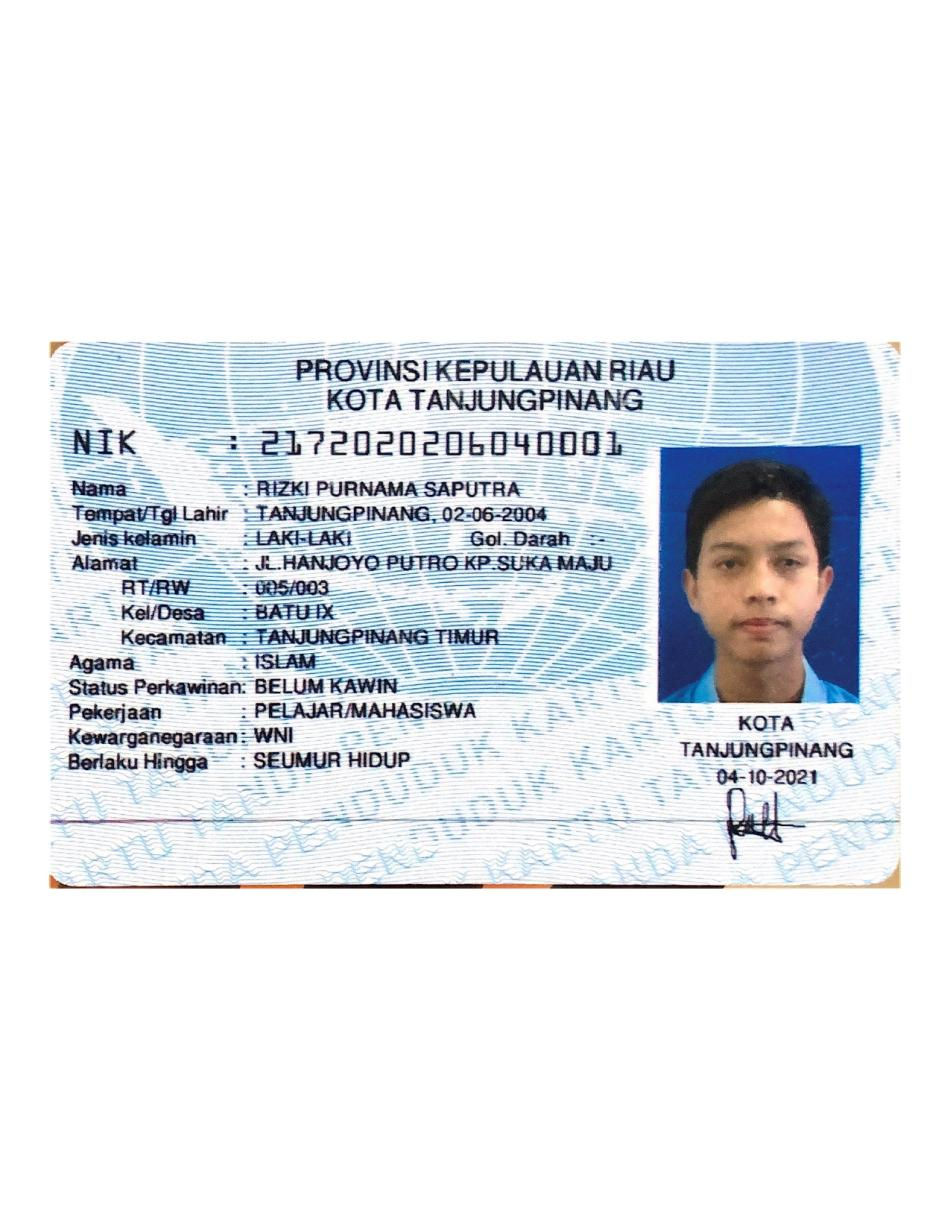 PROVINSI KEPULAUAN RIAU
KOTA TANJUNGPINANG
NIK : 2172020206040001
Nama : RIZKI PURNAMA SAPUTRA
Tempat/Tgl Lahir : TANJUNGPINANG, 02-06-2004
Jenis kelamin : LAKI-LAKI Gol. Darah :-
Alamat : JL.HANJOYO PUTRO KP.SUKA MAJU
RT/RW : 005/003
Kel/Desa : BATU IX
Kecamatan : TANJUNGPINANG TIMUR
Agama : ISLAM
Status Perkawinan: BELUM KAWIN
Pekerjaan : PELAJAR/MAHASISWA
Kewarganegaraan: WNI
Berlaku Hingga : SEUMUR HIDUP
KOTA
TANJUNGPINANG
04-10-2021